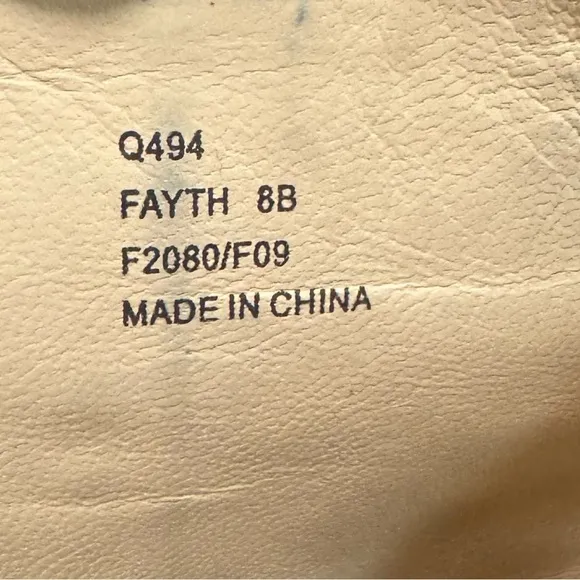 Q494
FAYTH 8B
F2080/F09
MADE IN CHINA